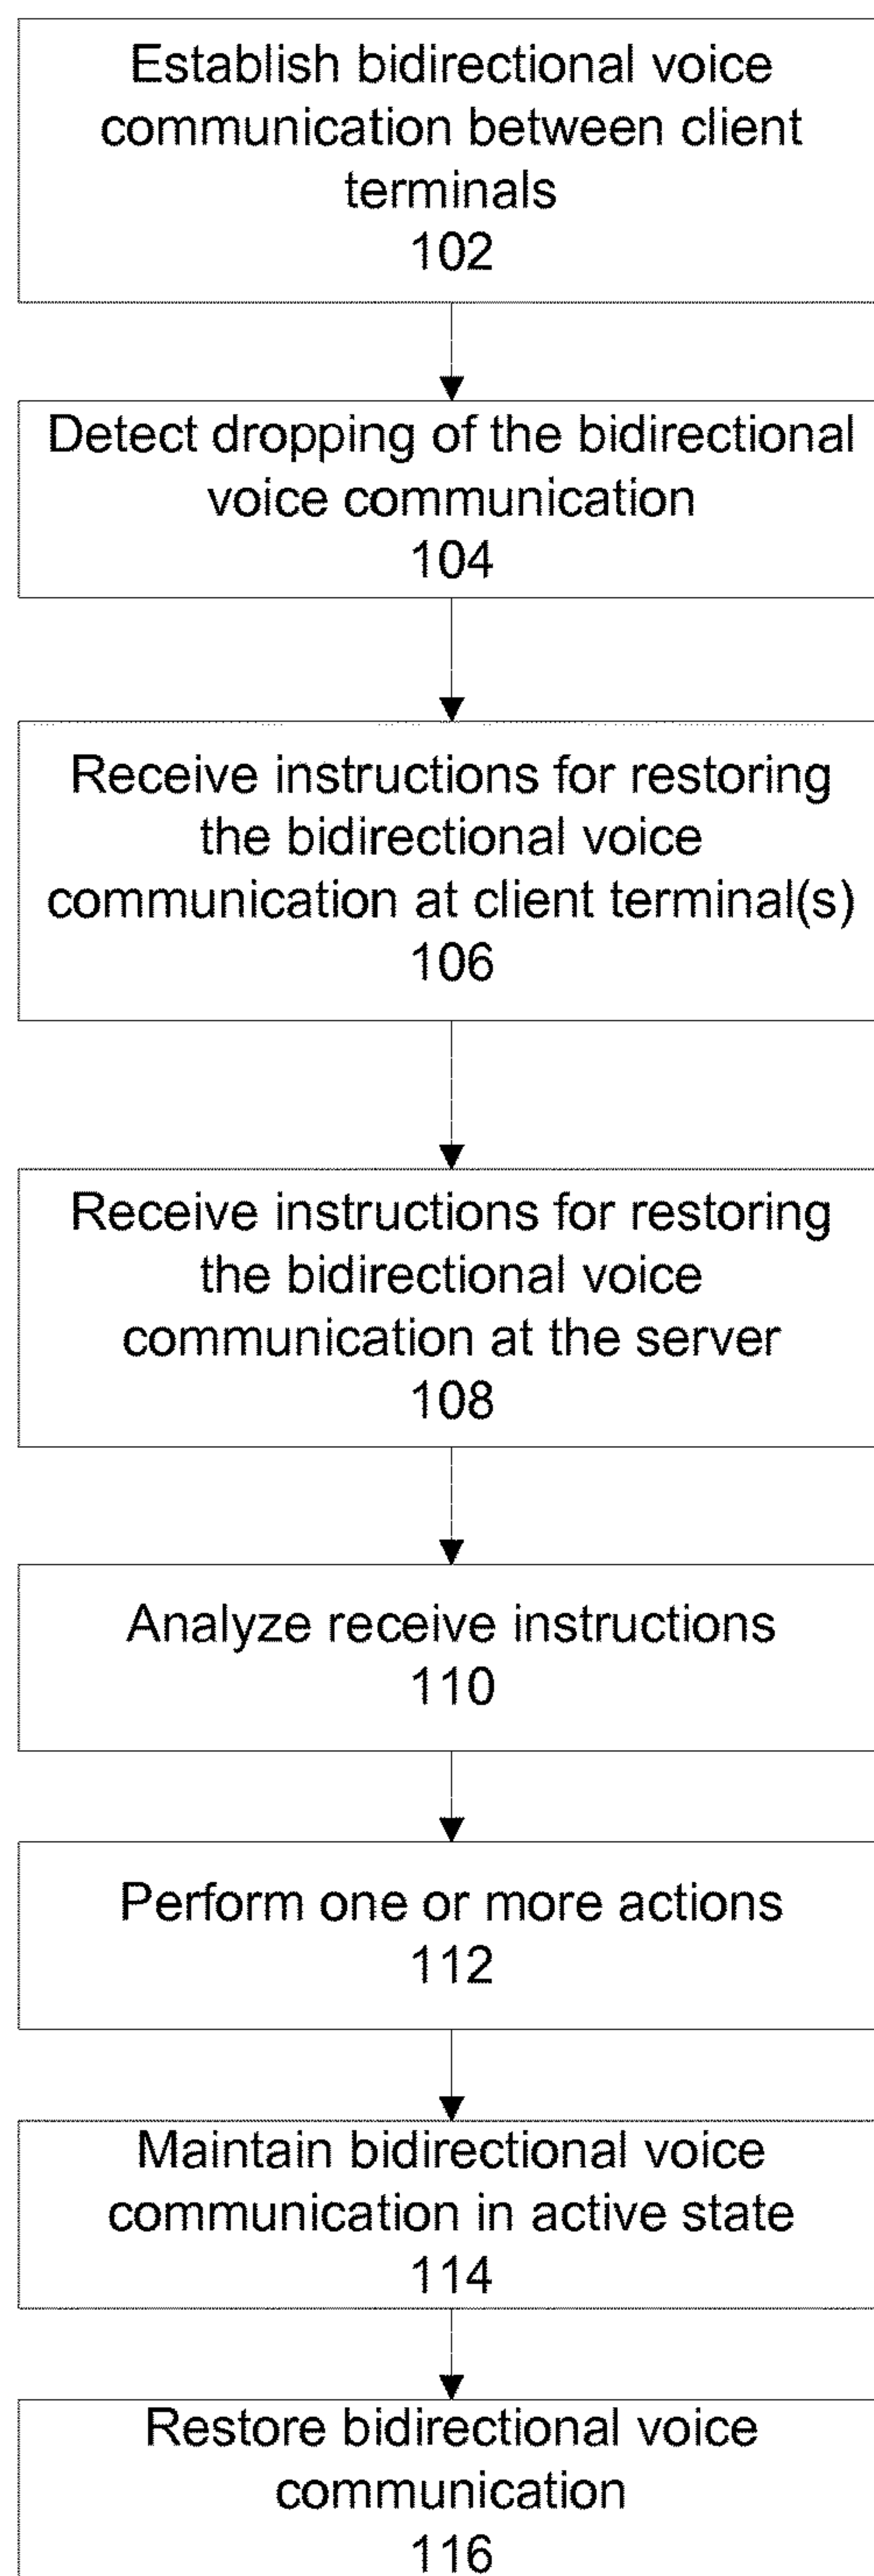 Establish bidirectional voice
communication between client
terminals
102
Detect dropping of the bidirectional
voice communication
104
Receive instructions for restoring
the bidirectional voice
communication at client terminal(s)
106
Receive instructions for restoring
the bidirectional voice
communication at the server
108
Analyze receive instructions
110
Perform one or more actions
112
Maintain bidirectional voice
communication in active state
114
Restore bidirectional voice
communication
116